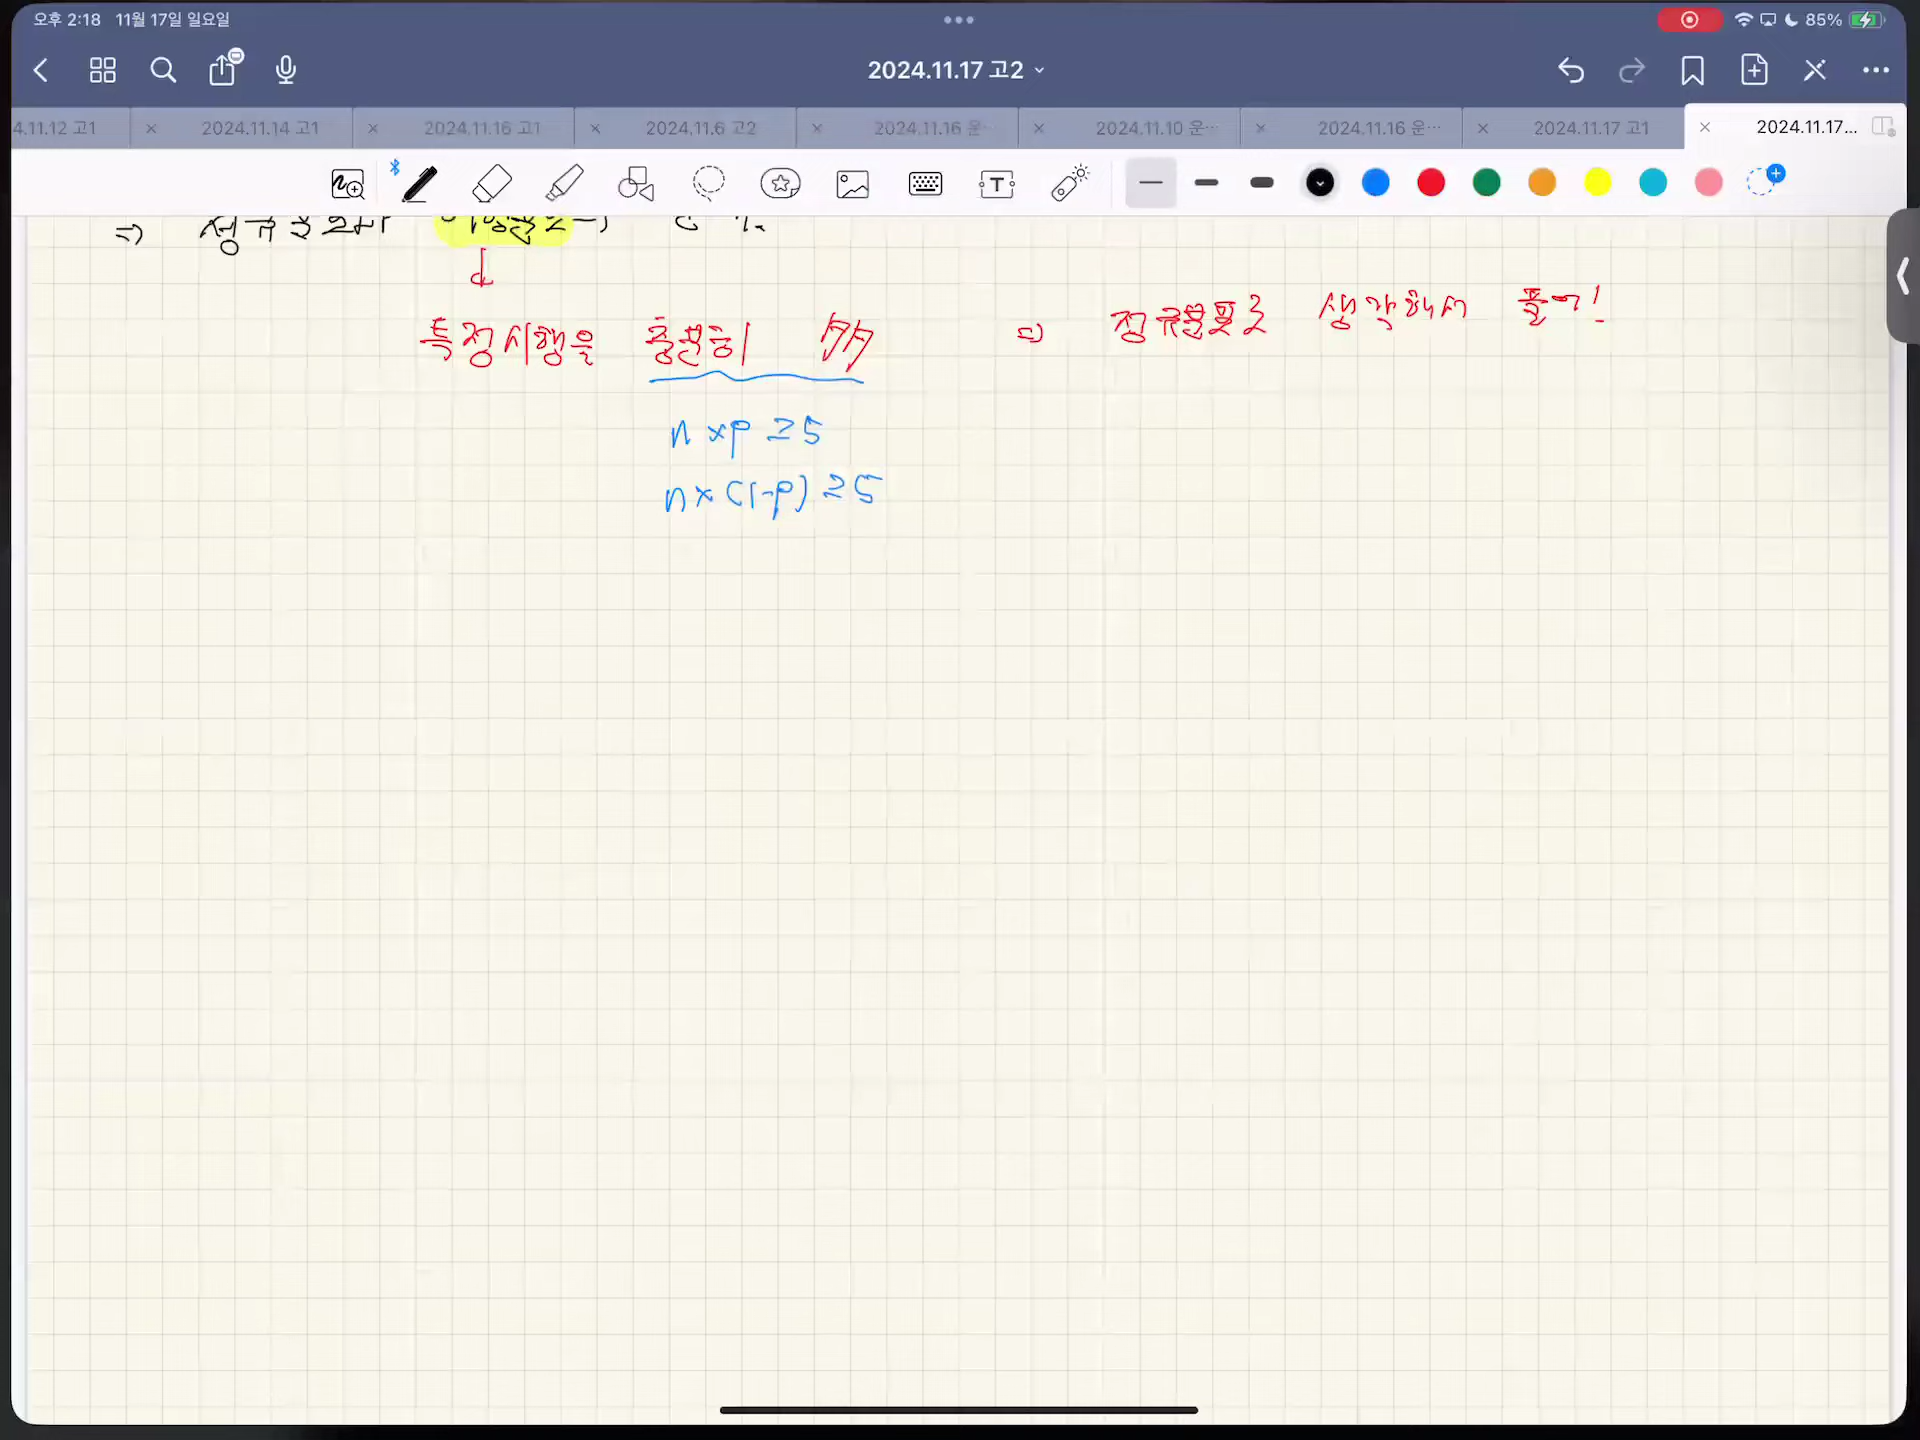 오후 2:18 11월 17일 일요일
85%
2024.11.17 고2
4.11.12 고1
2024.11.14 고1
2024.11.16 고1
2024.11.6 고2
2024.11.16 운…
2024.11.10 운…
2024.11.16 운…
2024.11.17 고1
2024.11.17...
T
⇒
특정시행을 충분히 多
⇒ 정규분포로 생각해서 풀어!
n×p ≥5
n×(1-p) ≥5